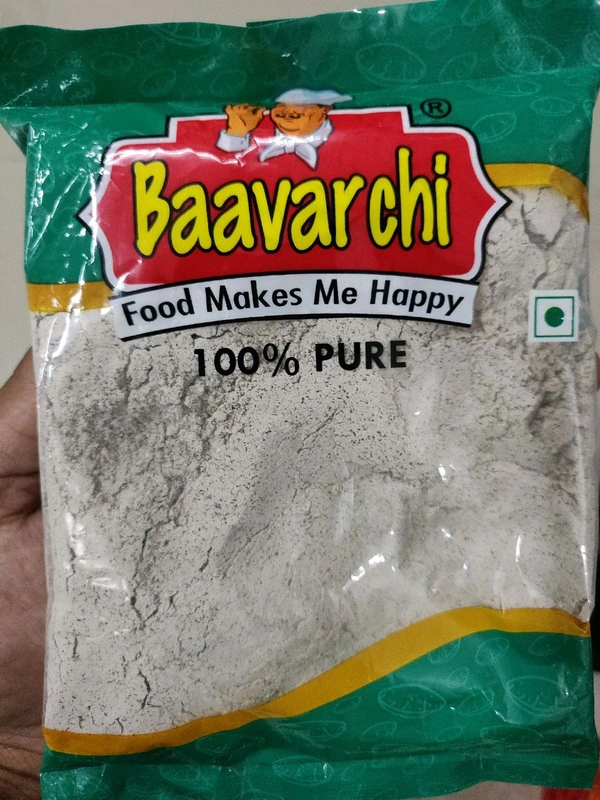 ®
Baavarchi
Food Makes Me Happy
100% PURE